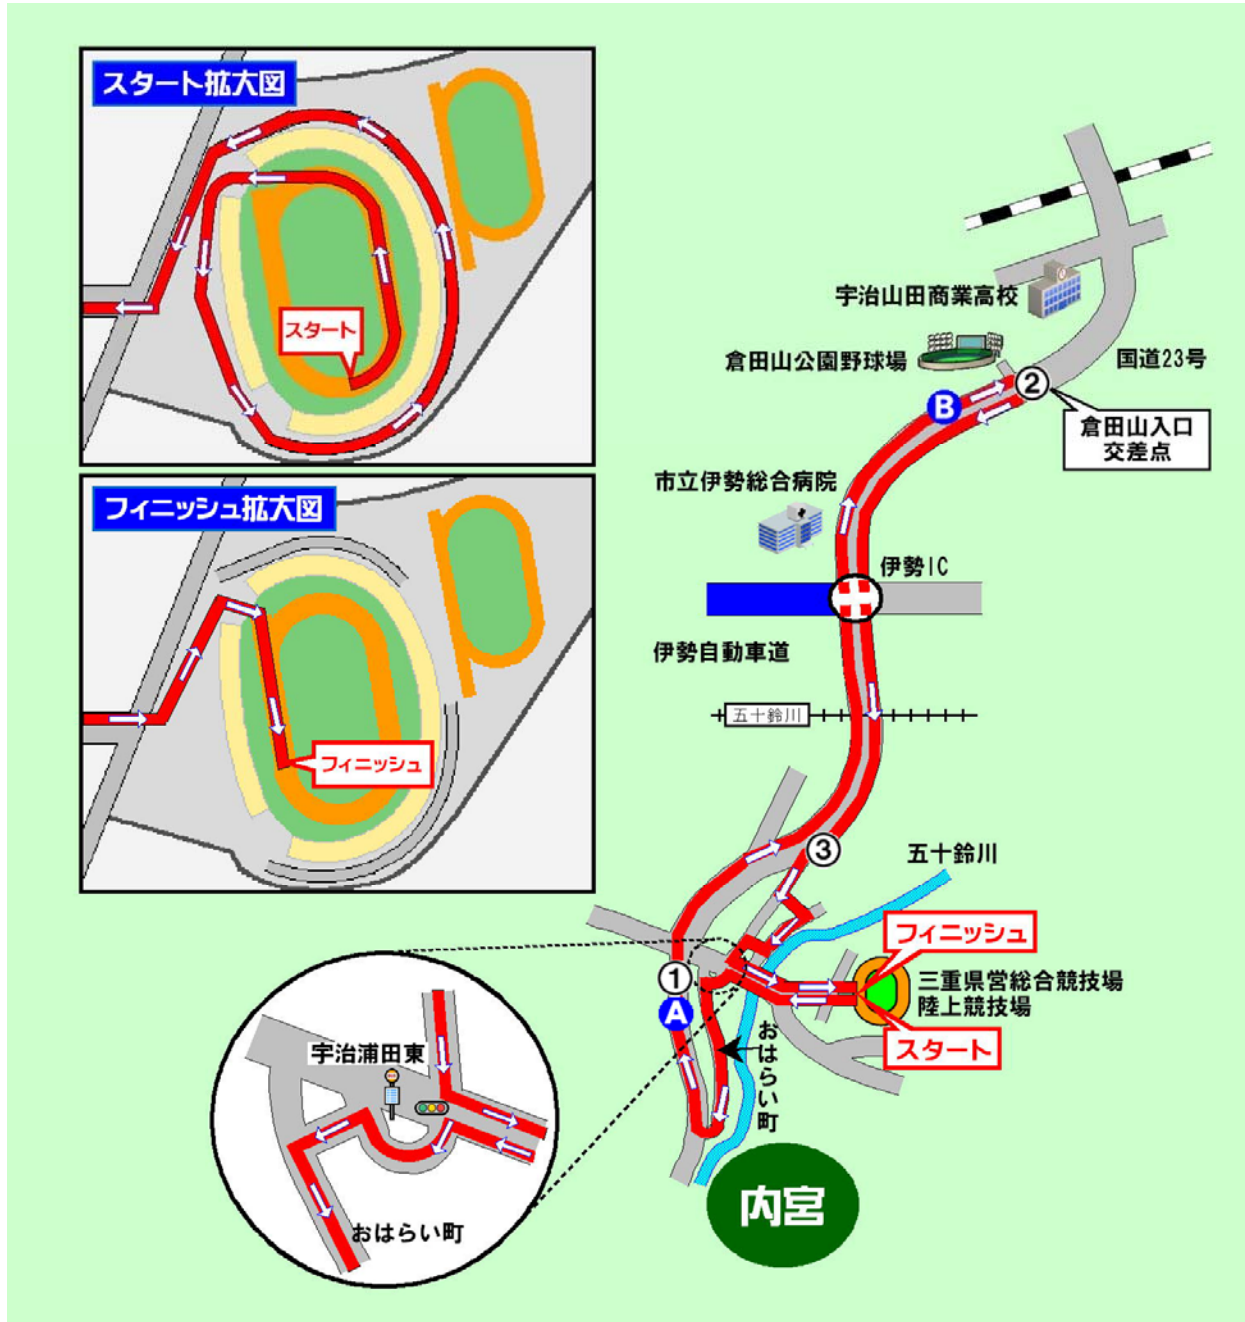 スタート拡大図
スタート
フィニッシュ拡大図
フィニッシュ
宇治山田商業高校
倉田山公園野球場
国道23号
B
2
倉田山入口
交差点
市立伊勢総合病院
伊勢IC
伊勢自動車道
五十鈴川
3
五十鈴川
フィニッシュ
三重県営総合競技場
陸上競技場
スタート
1
A
おはらい町
内宮
宇治浦田東
おはらい町